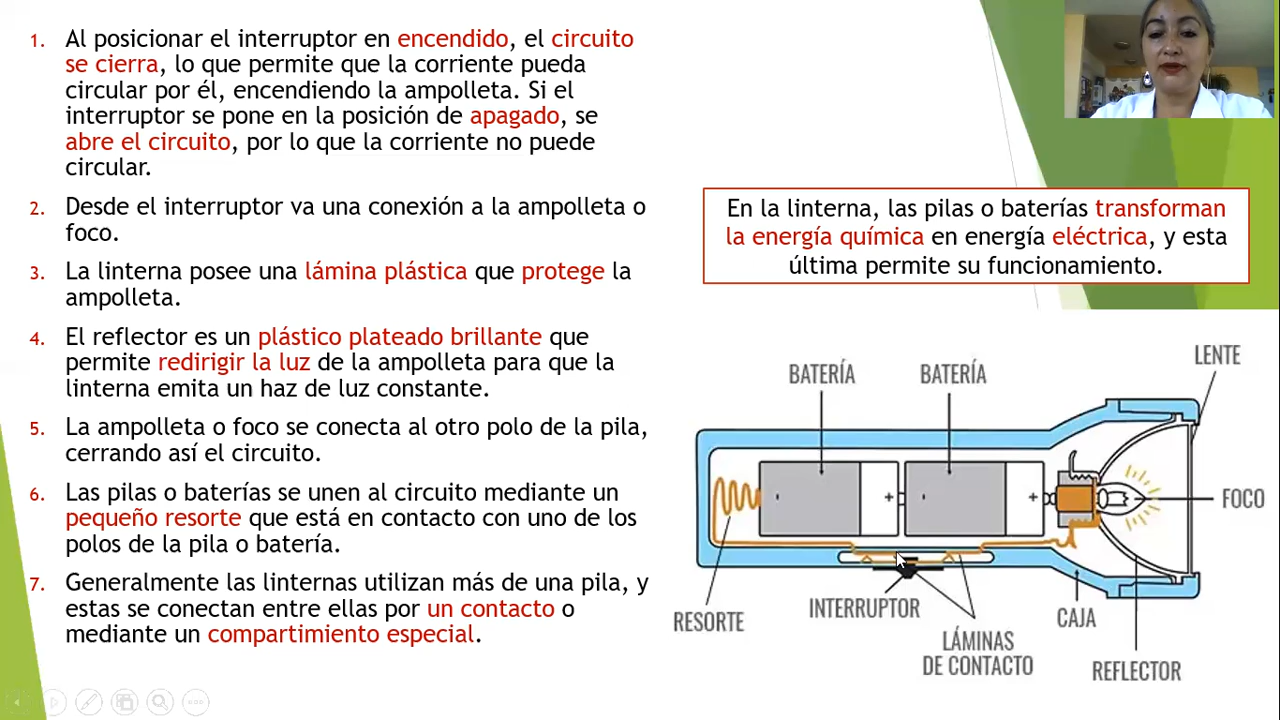 1. Al posicionar el interruptor en encendido, el circuito
se cierra, lo que permite que la corriente pueda
circular por él, encendiendo la ampolleta. Si el
interruptor se pone en la posición de apagado, se
abre el circuito, por lo que la corriente no puede
circular.
2. Desde el interruptor va una conexión a la ampolleta o
foco.
3. La linterna posee una lámina plástica que protege la
ampolleta.
4. El reflector es un plástico plateado brillante que
permite redirigir la luz de la ampolleta para que la
linterna emita un haz de luz constante.
5. La ampolleta o foco se conecta al otro polo de la pila,
cerrando así el circuito.
6. Las pilas o baterías se unen al circuito mediante un
pequeño resorte que está en contacto con uno de los
polos de la pila o batería.
7. Generalmente las linternas utilizan más de una pila, y
estas se conectan entre ellas por un contacto o
mediante un compartimiento especial.
En la linterna, las pilas o baterías transforman
la energía química en energía eléctrica, y esta
última permite su funcionamiento.
LENTE
BATERÍA
BATERÍA
- + - +
FOCO
RESORTE
INTERRUPTOR
LÁMINAS
DE CONTACTO
CAJA
REFLECTOR